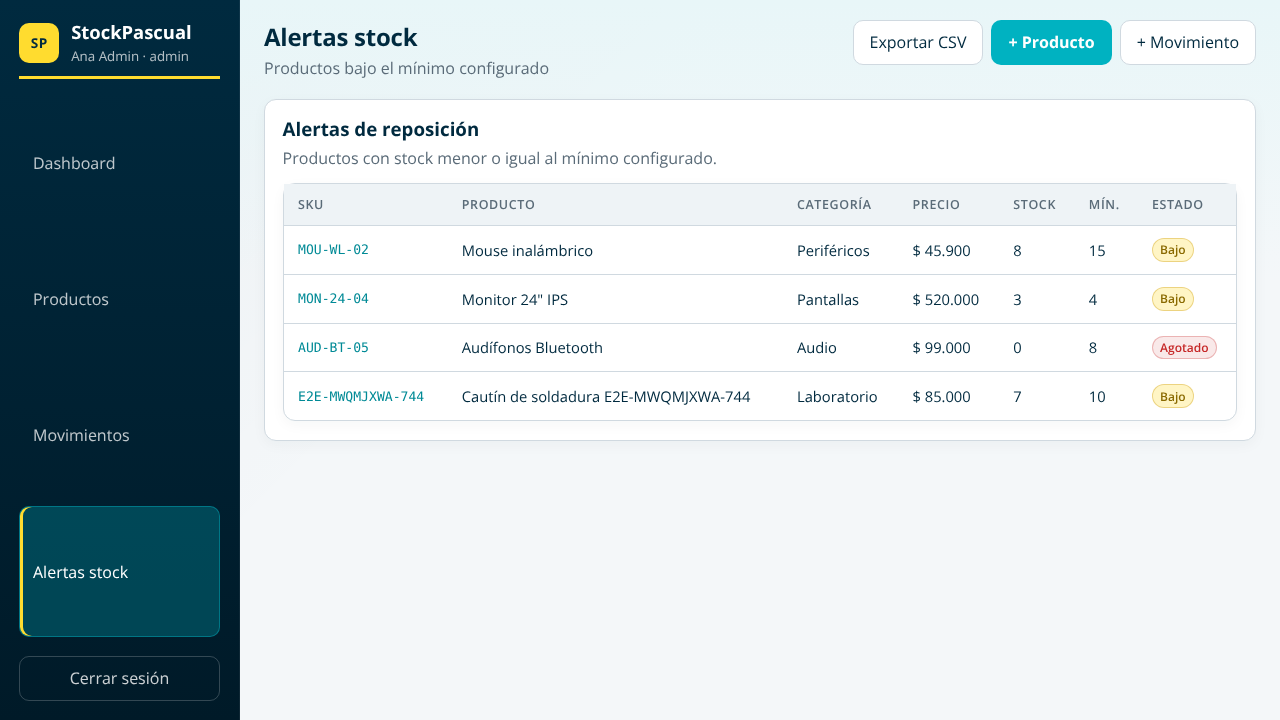 SP
StockPascual
Ana Admin · admin
Dashboard
Productos
Movimientos
Alertas stock
Cerrar sesión
Alertas stock
Productos bajo el mínimo configurado
Exportar CSV
+ Producto
+ Movimiento
Alertas de reposición
Productos con stock menor o igual al mínimo configurado.
SKU PRODUCTO CATEGORÍA PRECIO STOCK MÍN. ESTADO
MOU-WL-02 Mouse inalámbrico Periféricos $ 45.900 8 15 Bajo
MON-24-04 Monitor 24" IPS Pantallas $ 520.000 3 4 Bajo
AUD-BT-05 Audífonos Bluetooth Audio $ 99.000 0 8 Agotado
E2E-MWQMJXWA-744 Cautín de soldadura E2E-MWQMJXWA-744 Laboratorio $ 85.000 7 10 Bajo